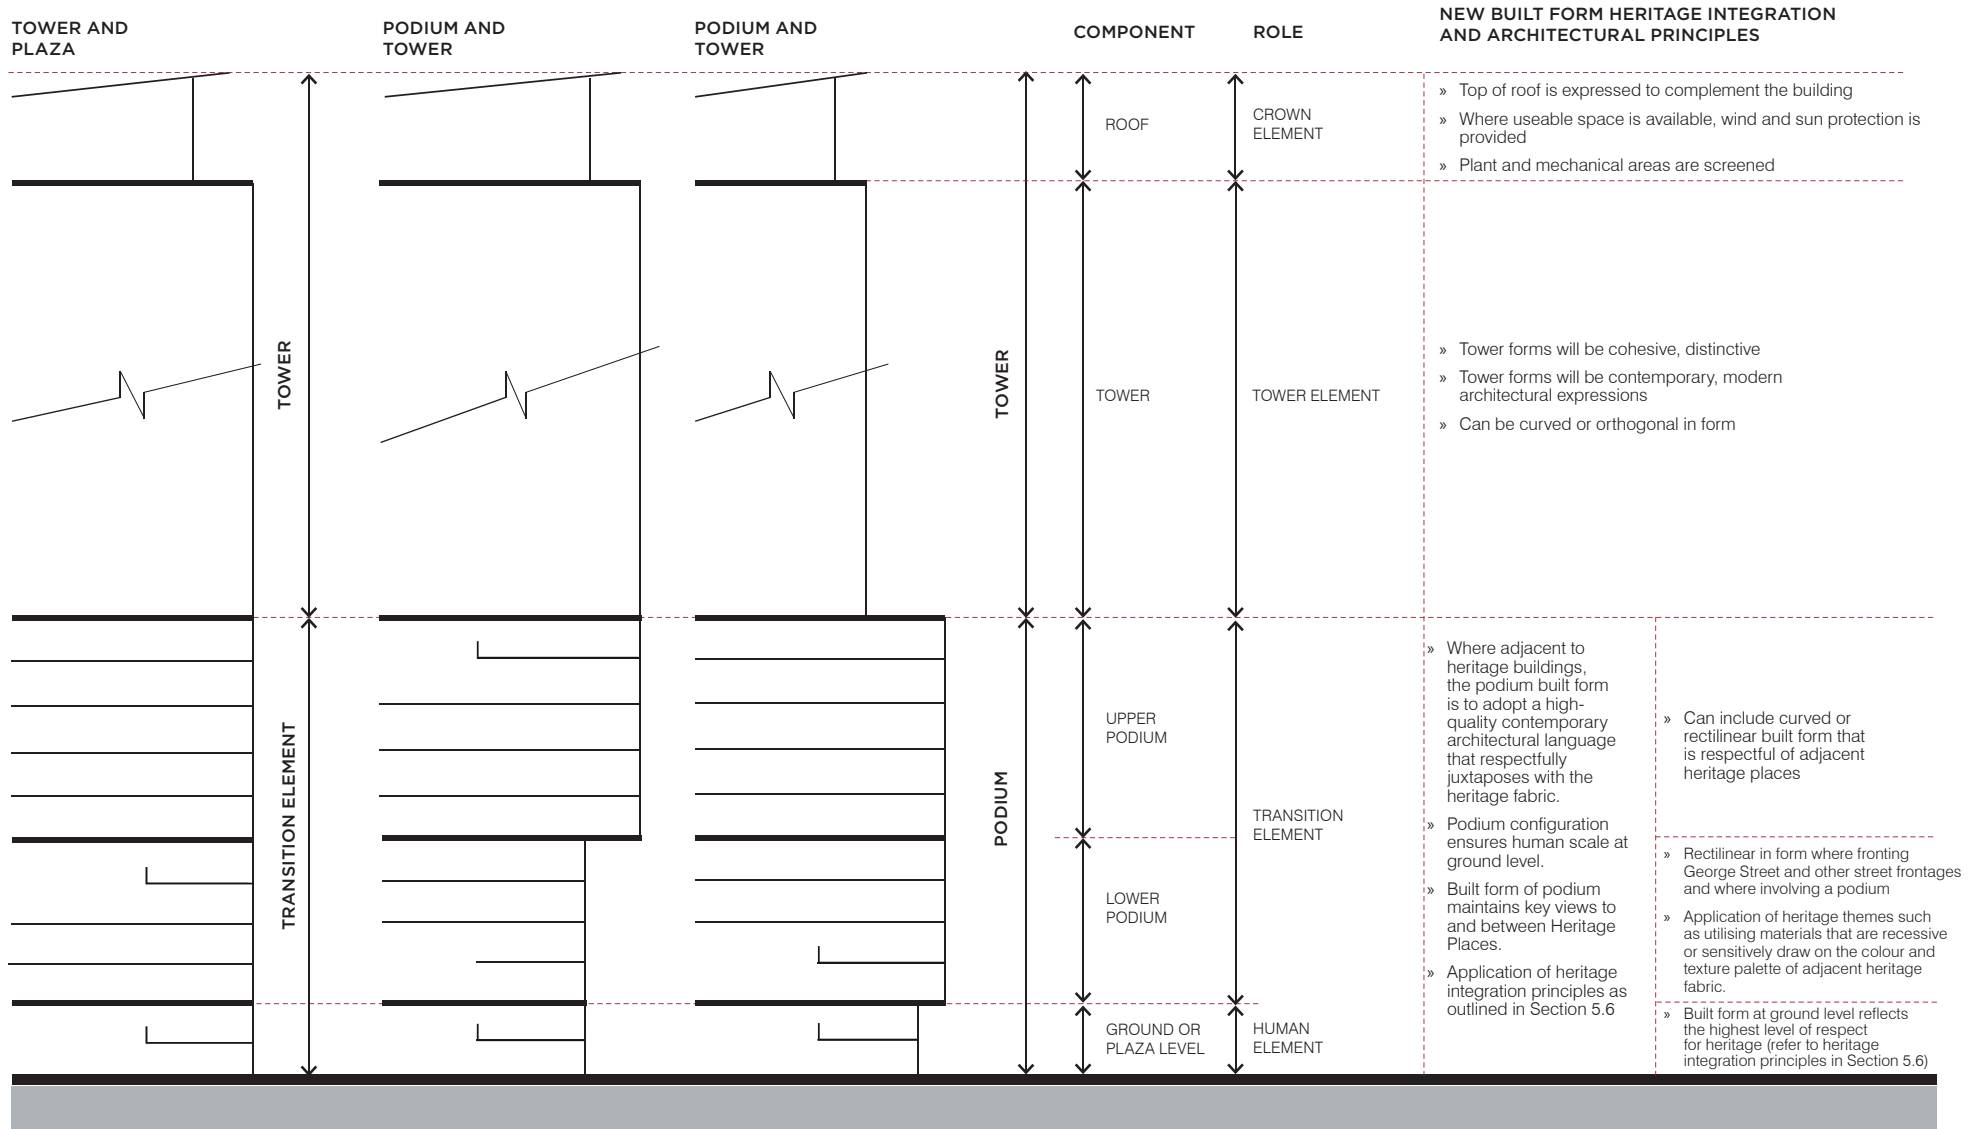 TOWER AND
PLAZA
PODIUM AND
TOWER
PODIUM AND
TOWER
COMPONENT
ROLE
NEW BUILT FORM HERITAGE INTEGRATION
AND ARCHITECTURAL PRINCIPLES
TOWER
TRANSITION ELEMENT
TOWER
PODIUM
ROOF
CROWN
ELEMENT
» Top of roof is expressed to complement the building
» Where useable space is available, wind and sun protection is
provided
» Plant and mechanical areas are screened
TOWER
TOWER ELEMENT
» Tower forms will be cohesive, distinctive
» Tower forms will be contemporary, modern
architectural expressions
» Can be curved or orthogonal in form
UPPER
PODIUM
LOWER
PODIUM
TRANSITION
ELEMENT
» Where adjacent to
heritage buildings,
the podium built form
is to adopt a high-
quality contemporary
architectural language
that respectfully
juxtaposes with the
heritage fabric.
» Podium configuration
ensures human scale at
ground level.
» Built form of podium
maintains key views to
and between Heritage
Places.
» Application of heritage
integration principles as
outlined in Section 5.6
» Can include curved or
rectilinear built form that
is respectful of adjacent
heritage places
» Rectilinear in form where fronting
George Street and other street frontages
and where involving a podium
» Application of heritage themes such
as utilising materials that are recessive
or sensitively draw on the colour and
texture palette of adjacent heritage
fabric.
GROUND OR
PLAZA LEVEL
HUMAN
ELEMENT
» Built form at ground level reflects
the highest level of respect
for heritage (refer to heritage
integration principles in Section 5.6)